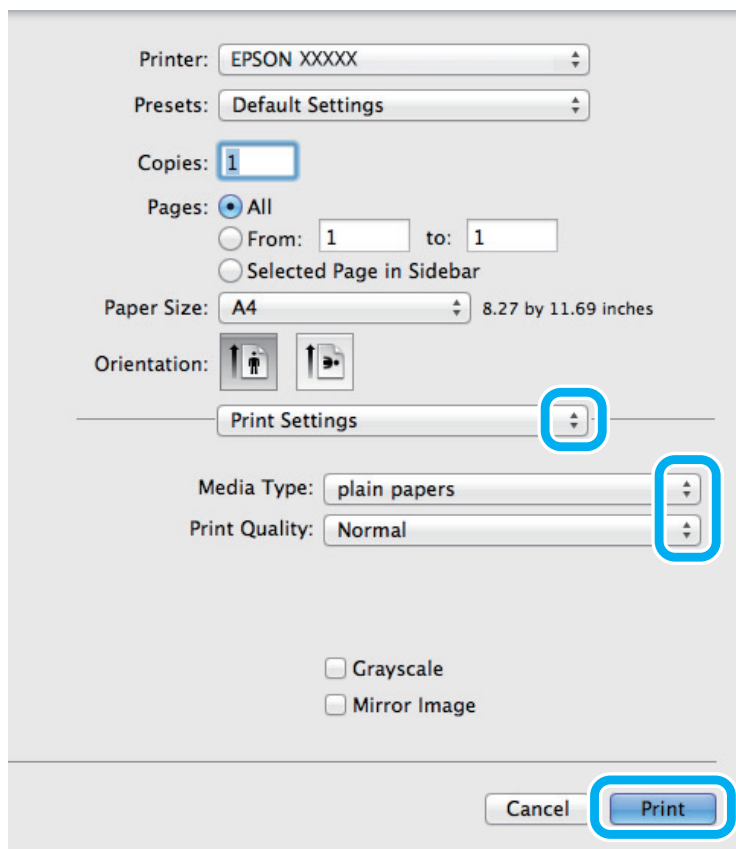 Printer: EPSON XXXXX
Presets: Default Settings
Copies: 1
Pages: All
From: 1 to: 1
Selected Page in Sidebar
Paper Size: A4 8.27 by 11.69 inches
Orientation:
Print Settings
Media Type: plain papers
Print Quality: Normal
Grayscale
Mirror Image
Cancel Print